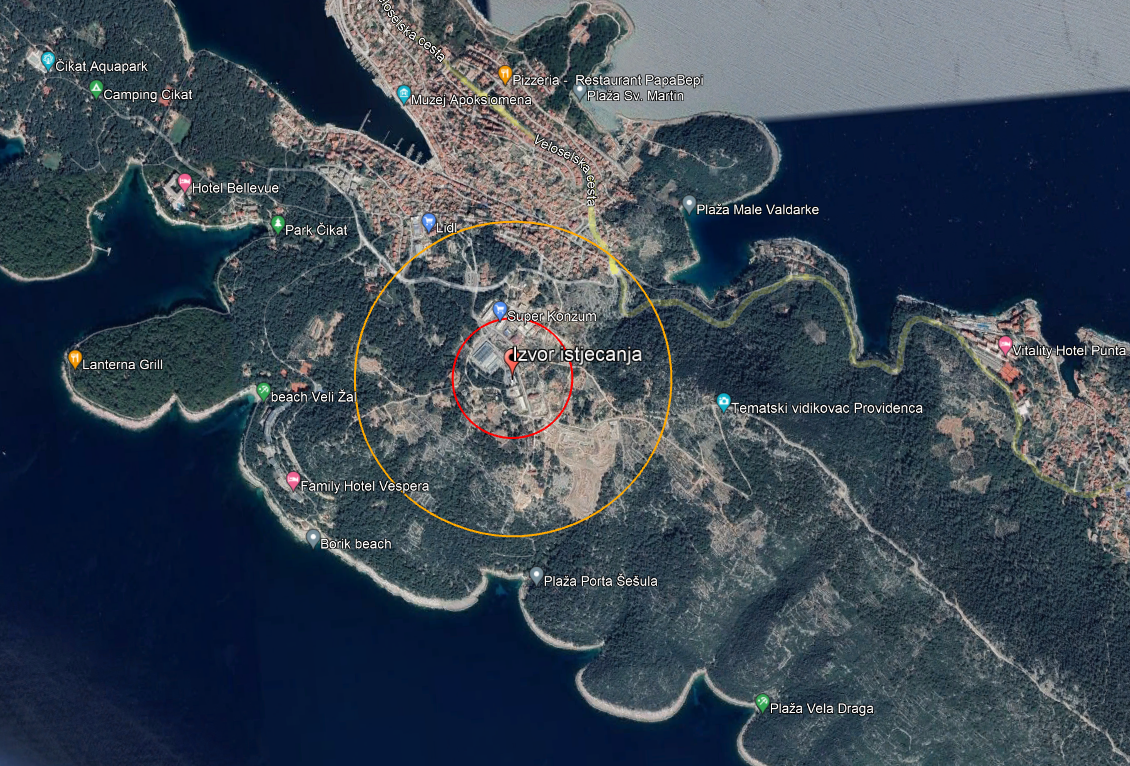 Veloselska cesta
Čikat Aquapark
Camping Čikat
Pizzeria - Restaurant PapaBepi
Plaža Sv. Martin
Muzej Apoksiomena
Veloselska cesta
Hotel Bellevue
Plaža Male Valdarke
Park Čikat
Lidl
Super Konzum
Izvor istjecanja
Vitality Hotel Punta
Lanterna Grill
beach Veli Ža
Tematski vidikovac Providenca
Family Hotel Vespera
Borik beach
Plaža Porta Šešula
Plaža Vela Draga